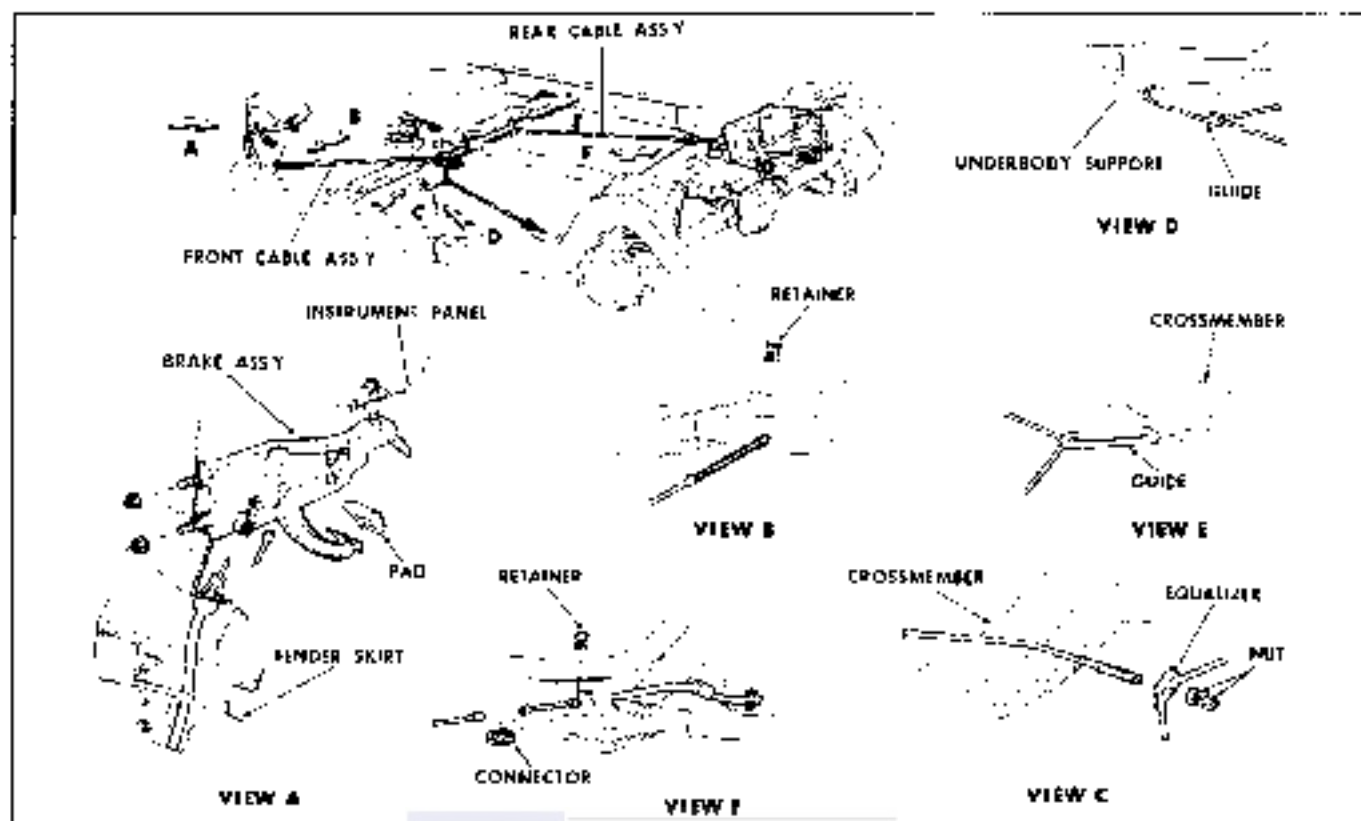 REAR CABLE ASS'Y
B
A
F
C
D
FRONT CABLE ASS'Y
UNDERBODY SUPPORT
GUIDE
VIEW D
INSTRUMENT PANEL
BRAKE ASS'Y
PAD
FENDER SKIRT
VIEW A
RETAINER
VIEW B
CROSSMEMBER
GUIDE
VIEW E
RETAINER
CONNECTOR
VIEW F
CROSSMEMBER
EQUALIZER
NUT
VIEW C